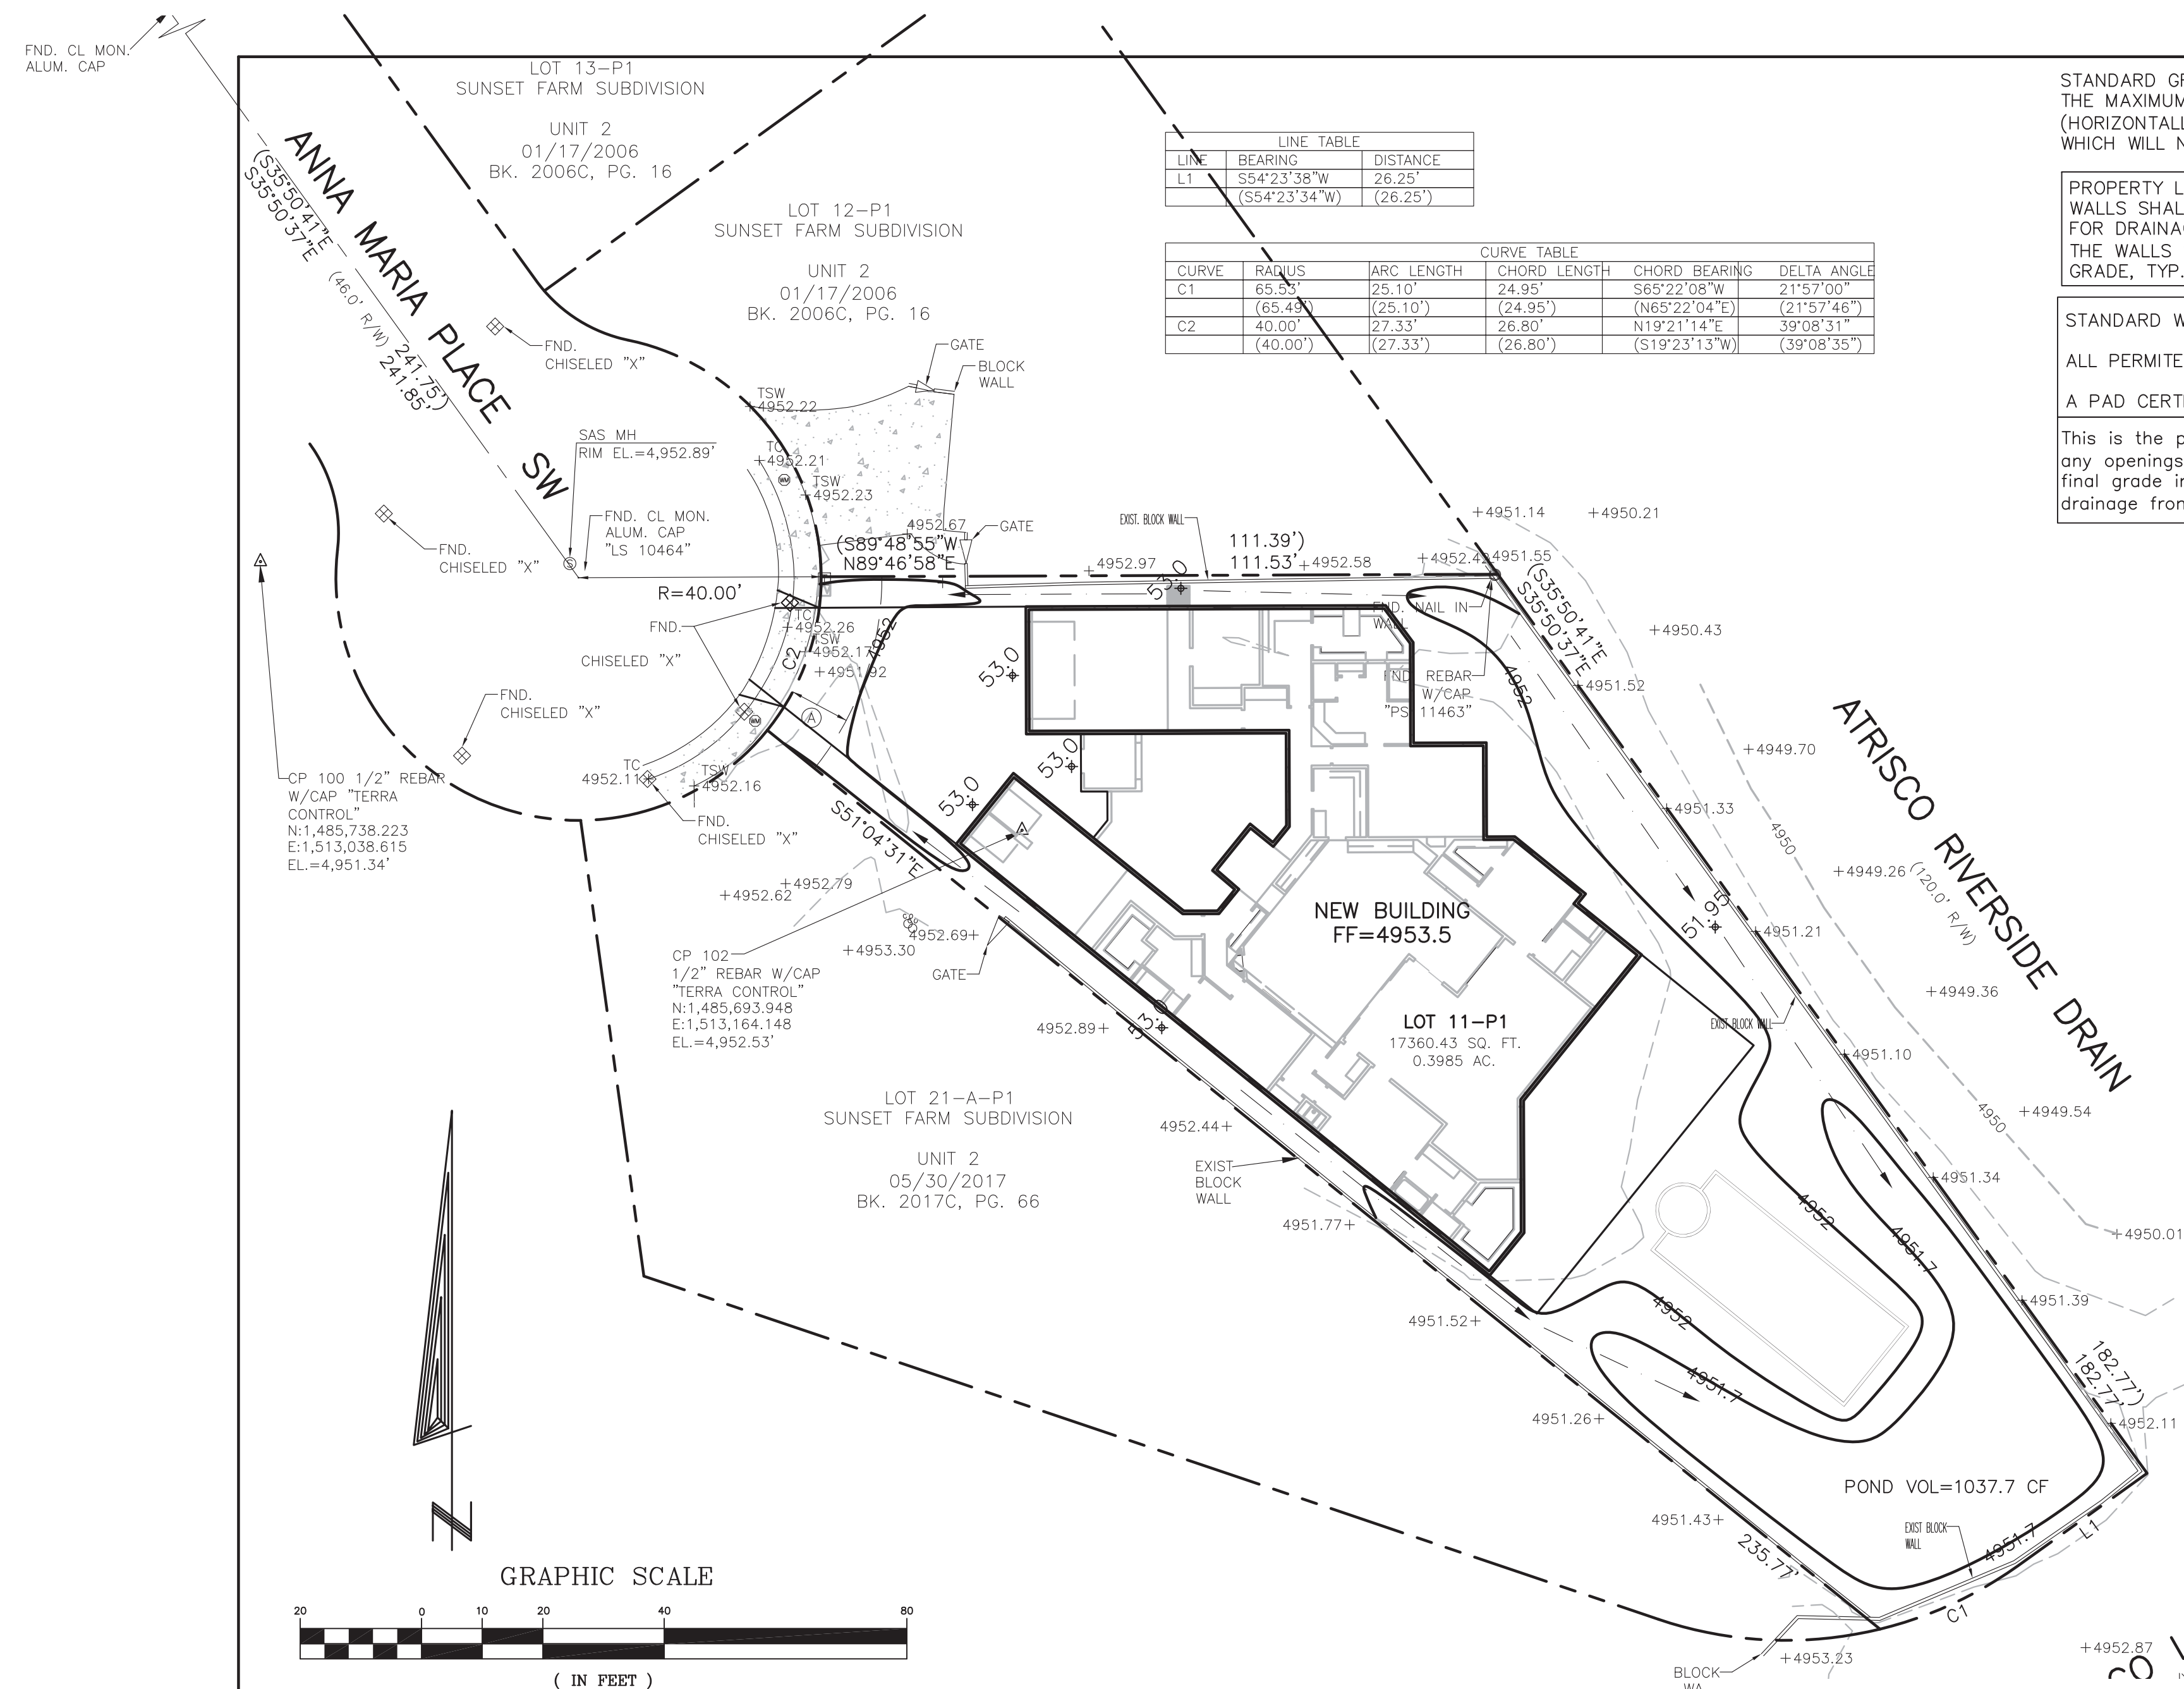 FND. CL MON.
ALUM. CAP
LOT 13-P1
SUNSET FARM SUBDIVISION
UNIT 2
01/17/2006
BK. 2006C, PG. 16
ANNA MARIA PLACE SW
(S35°50'41"E
S35°50'37"E
(46.0' R/W)
241.75')
241.85'
LOT 12-P1
SUNSET FARM SUBDIVISION
UNIT 2
01/17/2006
BK. 2006C, PG. 16
LINE TABLE
LINE BEARING DISTANCE
L1 S54°23'38"W 26.25'
(S54°23'34"W) (26.25')
CURVE TABLE
CURVE RADIUS ARC LENGTH CHORD LENGTH CHORD BEARING DELTA ANGLE
C1 65.53' 25.10' 24.95' S65°22'08"W 21°57'00"
(65.49') (25.10') (24.95') (N65°22'04"E) (21°57'46")
C2 40.00' 27.33' 26.80' N19°21'14"E 39°08'31"
(40.00') (27.33') (26.80') (S19°23'13"W) (39°08'35")
STANDARD
THE MAXIMUM
(HORIZONTALL
WHICH WILL
PROPERTY
WALLS SHAL
FOR DRAINA
THE WALLS
GRADE, TYP.
STANDARD
ALL PERMITE
A PAD CERT
This is the
any openings
final grade
drainage
FND.
CHISELED "X"
GATE
BLOCK
WALL
TSW
+4952.22
TC
+4952.21
TSW
+4952.23
SAS MH
RIM EL.=4,952.89'
FND. CL MON.
ALUM. CAP
"LS 10464"
4952.67
GATE
(S89°48'55"W
N89°46'58"E
EXIST. BLOCK WALL
111.39')
111.53'
+4952.97
+4952.58
+4952.42
+4951.55
+4951.14
+4950.21
53.0
R=40.00'
S
FND.
CHISELED "X"
FND.
CHISELED "X"
TC
+4952.26
TSW
+4952.17
+4951.92
4952
C2
A
FND. NAIL IN
WALL
FND. REBAR
W/CAP
"PS 11463"
(S35°50'41"E
S35°50'37"E
+4950.43
+4951.52
4952
53.0
53.0
53.0
FND.
CHISELED "X"
TC
4952.11+
TSW
+4952.16
FND.
CHISELED "X"
CP 100 1/2" REBAR
W/CAP "TERRA
CONTROL"
N:1,485,738.223
E:1,513,038.615
EL.=4,951.34'
S51°04'31"E
+4952.79
+4952.62
4952.69+
+4953.30
GATE
CP 102
1/2" REBAR W/CAP
"TERRA CONTROL"
N:1,485,693.948
E:1,513,164.148
EL.=4,952.53'
NEW BUILDING
FF=4953.5
LOT 11-P1
17360.43 SQ. FT.
0.3985 AC.
+4949.70
+4951.33
4950
+4949.26
(120.0' R/W)
ATRISCO RIVERSIDE DRAIN
51.95
+4951.21
+4949.36
EXIST BLOCK WALL
+4951.10
4950
+4949.54
4952.89+
4952.44+
EXIST
BLOCK
WALL
4951.77+
4951.52+
4951.26+
4951.43+
LOT 21-A-P1
SUNSET FARM SUBDIVISION
UNIT 2
05/30/2017
BK. 2017C, PG. 66
+4951.34
4952
4951.7
+4950.01
+4951.39
4952
4951.7
182.77')
182.77'
+4952.11
POND VOL=1037.7 CF
EXIST BLOCK
WALL
4951.7
L1
C1
235.77'
BLOCK
+4953.23
+4952.87
N
GRAPHIC SCALE
20 0 10 20 40 80
( IN FEET )